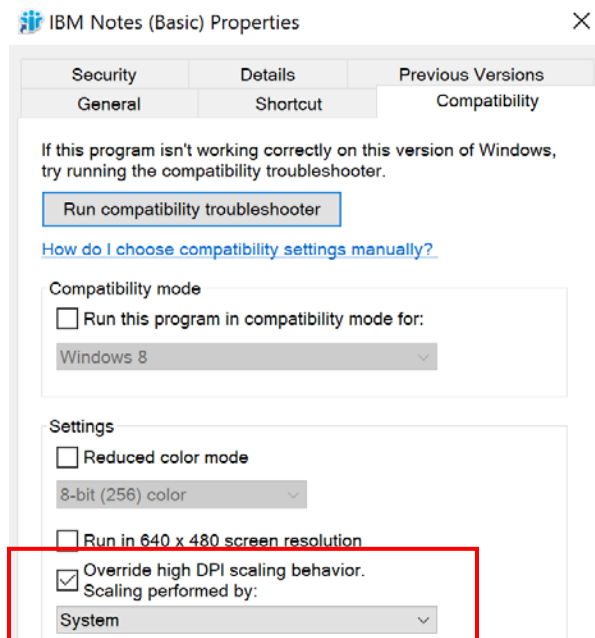 IBM Notes (Basic) Properties
Security Details Previous Versions
General Shortcut Compatibility
If this program isn't working correctly on this version of Windows,
try running the compatibility troubleshooter.
Run compatibility troubleshooter
How do I choose compatibility settings manually?
Compatibility mode
Run this program in compatibility mode for:
Windows 8
Settings
Reduced color mode
8-bit (256) color
Run in 640 x 480 screen resolution
Override high DPI scaling behavior.
Scaling performed by:
System